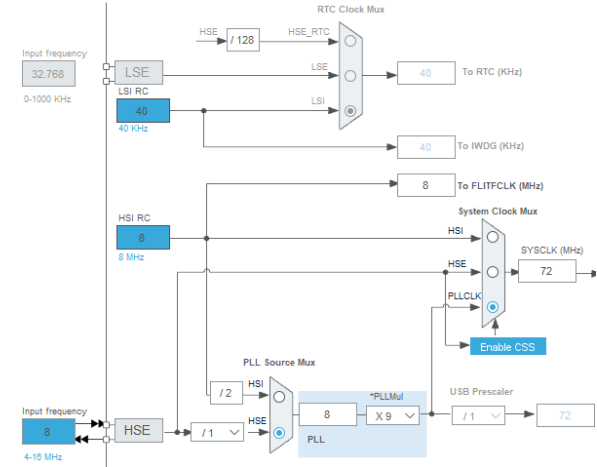 RTC Clock Mux
HSE
/ 128
HSE_RTC
Input frequency
32.768
0-1000 KHz
LSE
LSE
40
To RTC (KHz)
LSI RC
40
40 KHz
LSI
40
To IWDG (KHz)
8
To FLITFCLK (MHz)
System Clock Mux
HSI RC
8
8 MHz
HSI
HSE
SYSCLK (MHz)
72
PLLCLK
Enable CSS
PLL Source Mux
/ 2
HSI
*PLLMul
USB Prescaler
Input frequency
8
4-16 MHz
HSE
/ 1
HSE
8
X 9
PLL
/ 1
72